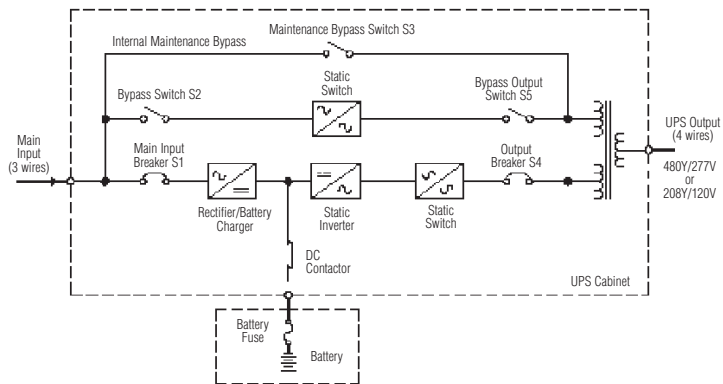 Maintenance Bypass Switch S3
Internal Maintenance Bypass
Bypass Switch S2
Static
Switch
Bypass Output
Switch S5
Main
Input
(3 wires)
Main Input
Breaker S1
Output
Breaker S4
UPS Output
(4 wires)
480Y/277V
or
208Y/120V
Rectifier/Battery
Charger
Static
Inverter
Static
Switch
DC
Contactor
UPS Cabinet
Battery
Fuse
Battery